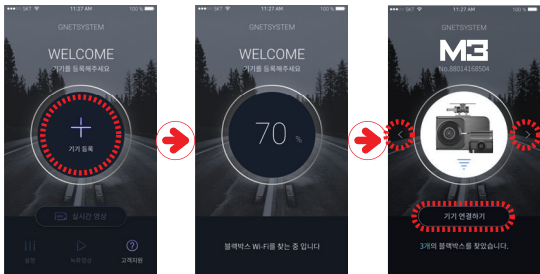 SKT 11:27 AM 100 %
GNETSYSTEM
WELCOME
기기를 등록해주세요
기기 등록
실시간 영상
설정 녹화영상 고객지원
SKT 11:27 AM 100 %
GNETSYSTEM
WELCOME
기기를 등록해주세요
70 %
블랙박스 Wi-Fi를 찾는 중 입니다
SKT 11:27 AM 100 %
GNETSYSTEM
M3
No.88014168504
기기 연결하기
3개의 블랙박스를 찾았습니다.